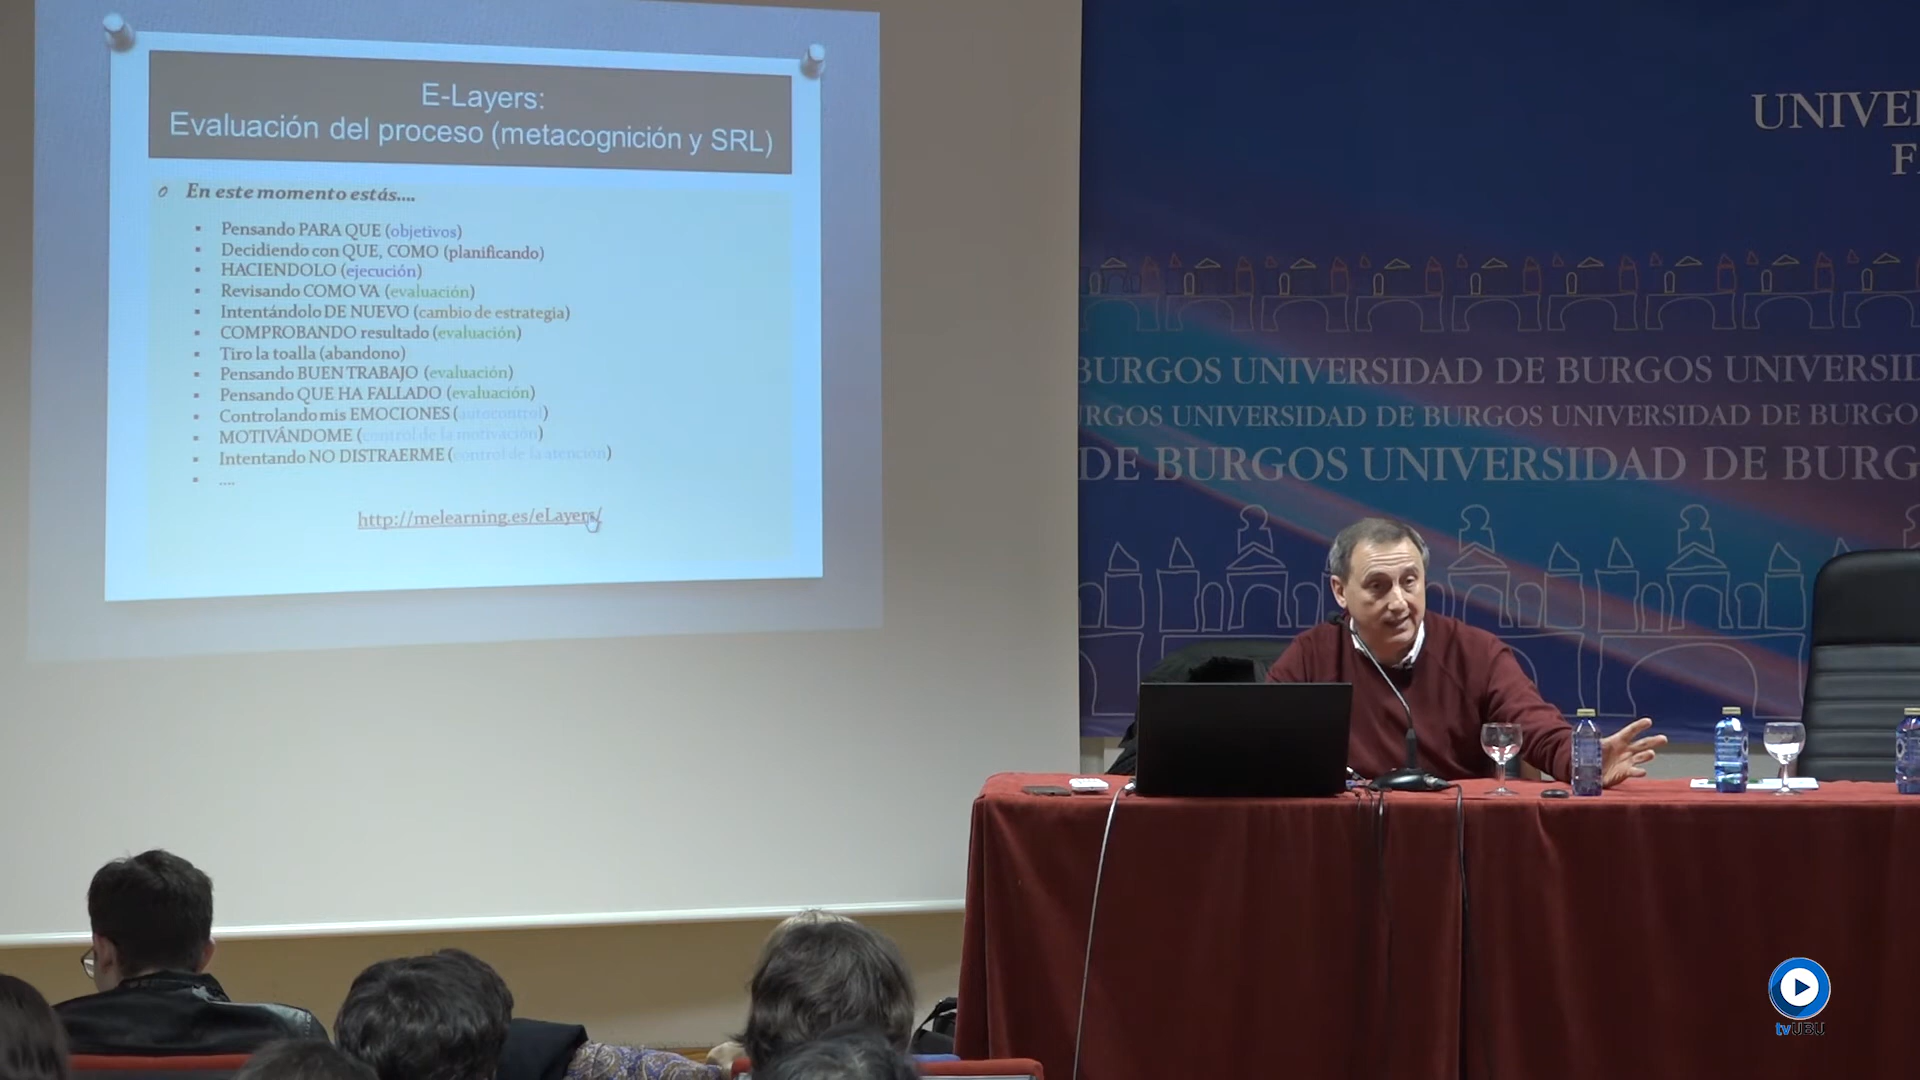 E-Layers:
Evaluación del proceso (metacognición y SRL)
En este momento estás....
Pensando PARA QUE (objetivos)
Decidiendo con QUE, COMO (planificando)
HACIENDOLO (ejecución)
Revisando COMO VA (evaluación)
Intentándolo DE NUEVO (cambio de estrategia)
COMPROBANDO resultado (evaluación)
Tiro la toalla (abandono)
Pensando BUEN TRABAJO (evaluación)
Pensando QUE HA FALLADO (evaluación)
Controlando mis EMOCIONES (autocontrol)
MOTIVÁNDOME (control de la motivación)
Intentando NO DISTRAERME (control de la atención)
....
http://melearning.es/eLayers/
UNIVE
F
BURGOS UNIVERSIDAD DE BURGOS UNIVERSID
URGOS UNIVERSIDAD DE BURGOS UNIVERSIDAD DE BURGO
DE BURGOS UNIVERSIDAD DE BURG
tvUBU